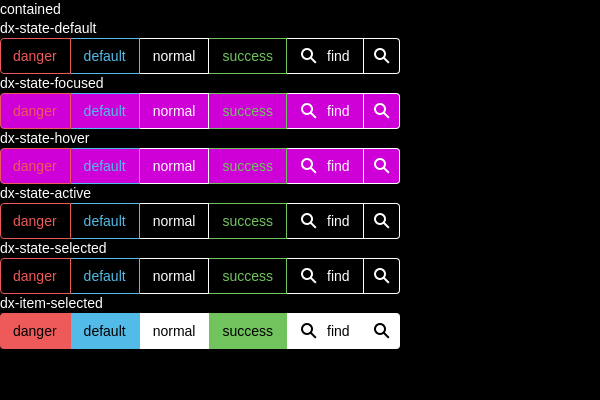 contained
dx-state-default
danger default normal success find
dx-state-focused
danger default normal success find
dx-state-hover
danger default normal success find
dx-state-active
danger default normal success find
dx-state-selected
danger default normal success find
dx-item-selected
danger default normal success find